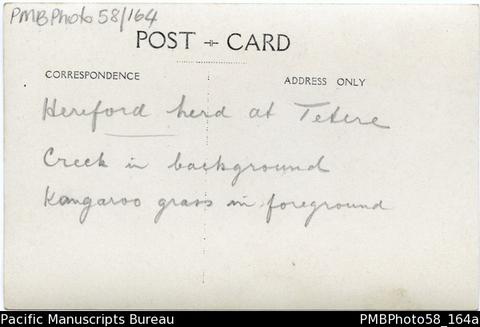 PMBPhoto 58/164
POST CARD
CORRESPONDENCE ADDRESS ONLY
Hereford herd at Tetere
Creek in background
Kangaroo grass in foreground
Pacific Manuscripts Bureau PMBPhoto58_164a